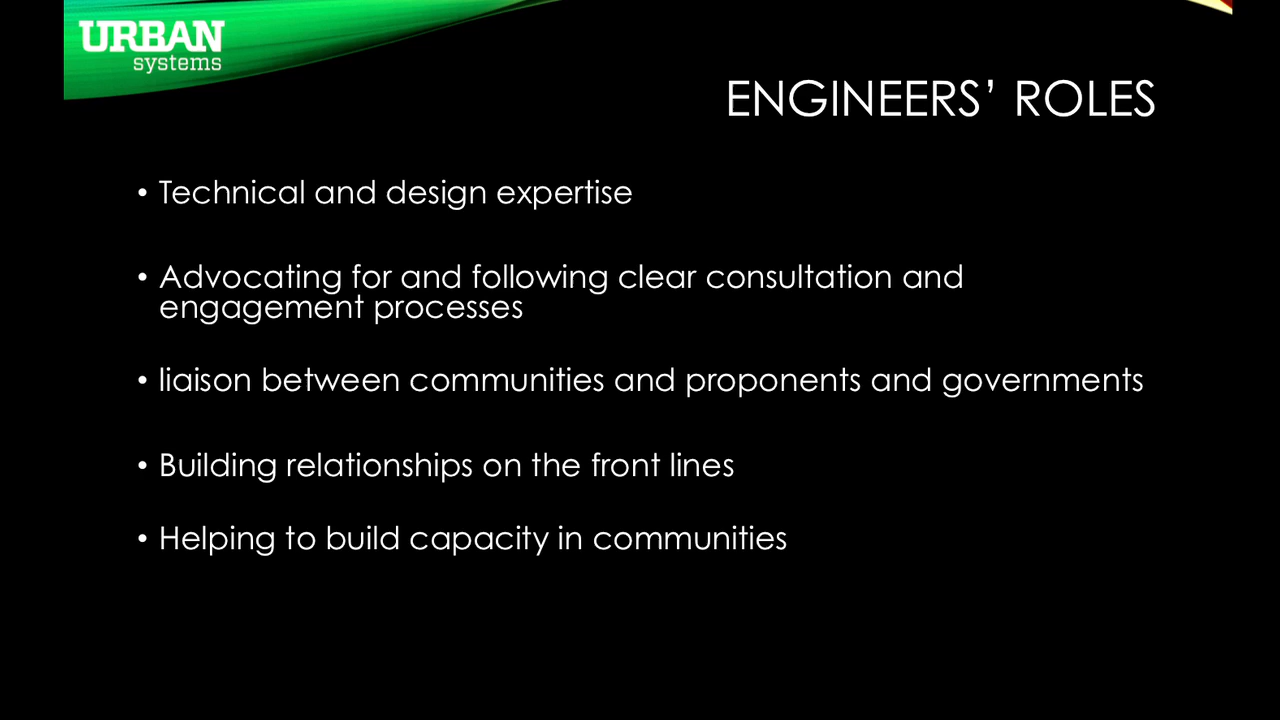 URBAN
systems
ENGINEERS’ ROLES
• Technical and design expertise
• Advocating for and following clear consultation and
engagement processes
• liaison between communities and proponents and governments
• Building relationships on the front lines
• Helping to build capacity in communities